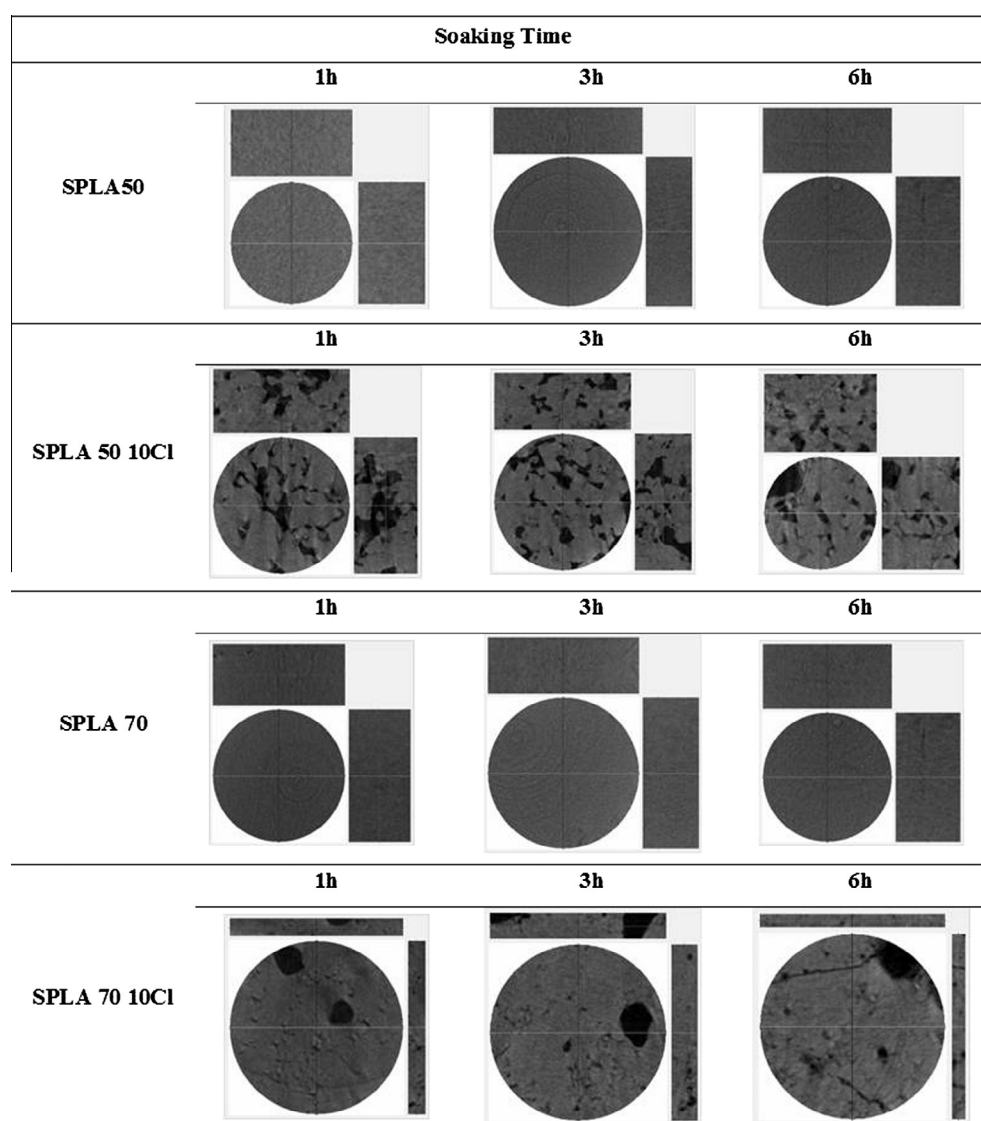 Soaking Time
1h 3h 6h
SPLA50
1h 3h 6h
SPLA 50 10Cl
1h 3h 6h
SPLA 70
1h 3h 6h
SPLA 70 10Cl